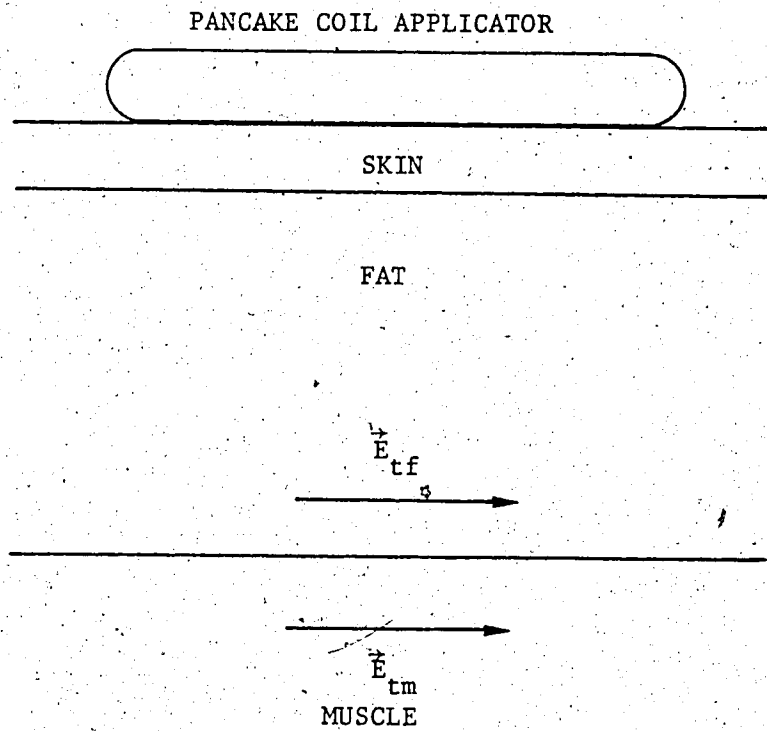 PANCAKE COIL APPLICATOR
SKIN
FAT
E tf
E tm
MUSCLE